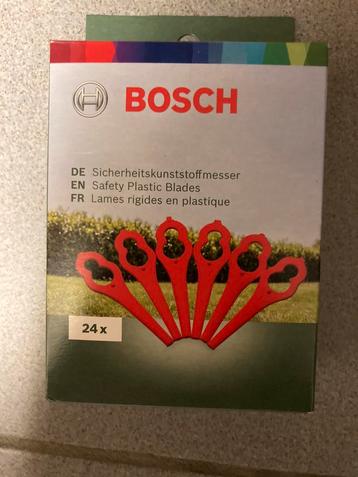 BOSCH
DE Sicherheitskunststoffmesser
EN Safety Plastic Blades
FR Lames rigides en plastique
24 x